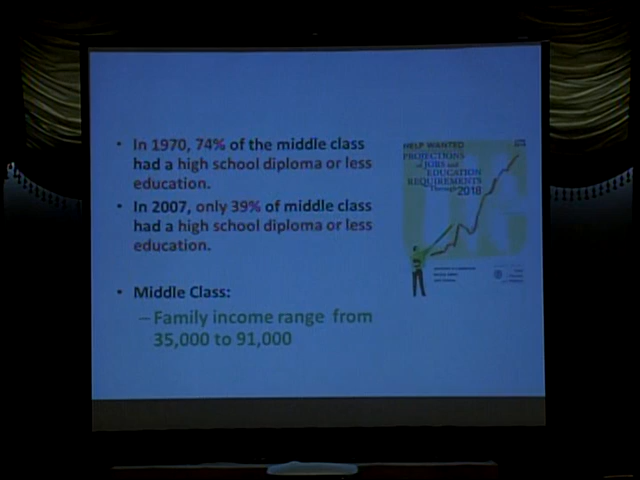 • In 1970, 74% of the middle class
had a high school diploma or less
education.
• In 2007, only 39% of middle class
had a high school diploma or less
education.
• Middle Class:
– Family income range from
35,000 to 91,000
HELP WANTED
PROJECTIONS
of JOBS and
EDUCATION
REQUIREMENTS
Through 2018